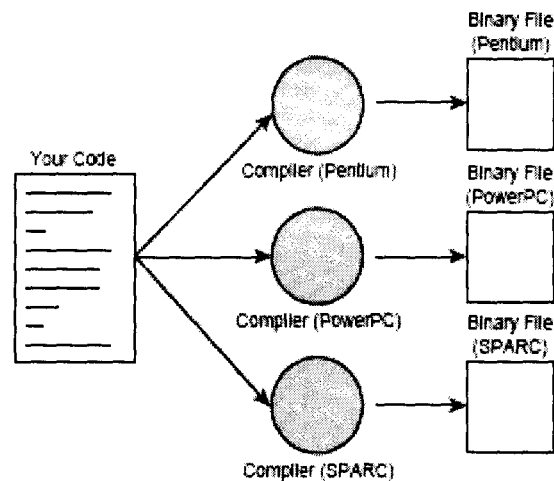 Binary File
(Pentium)
Your Code
Compiler (Pentium)
Binary File
(PowerPC)
Compiler (PowerPC)
Binary File
(SPARC)
Compiler (SPARC)